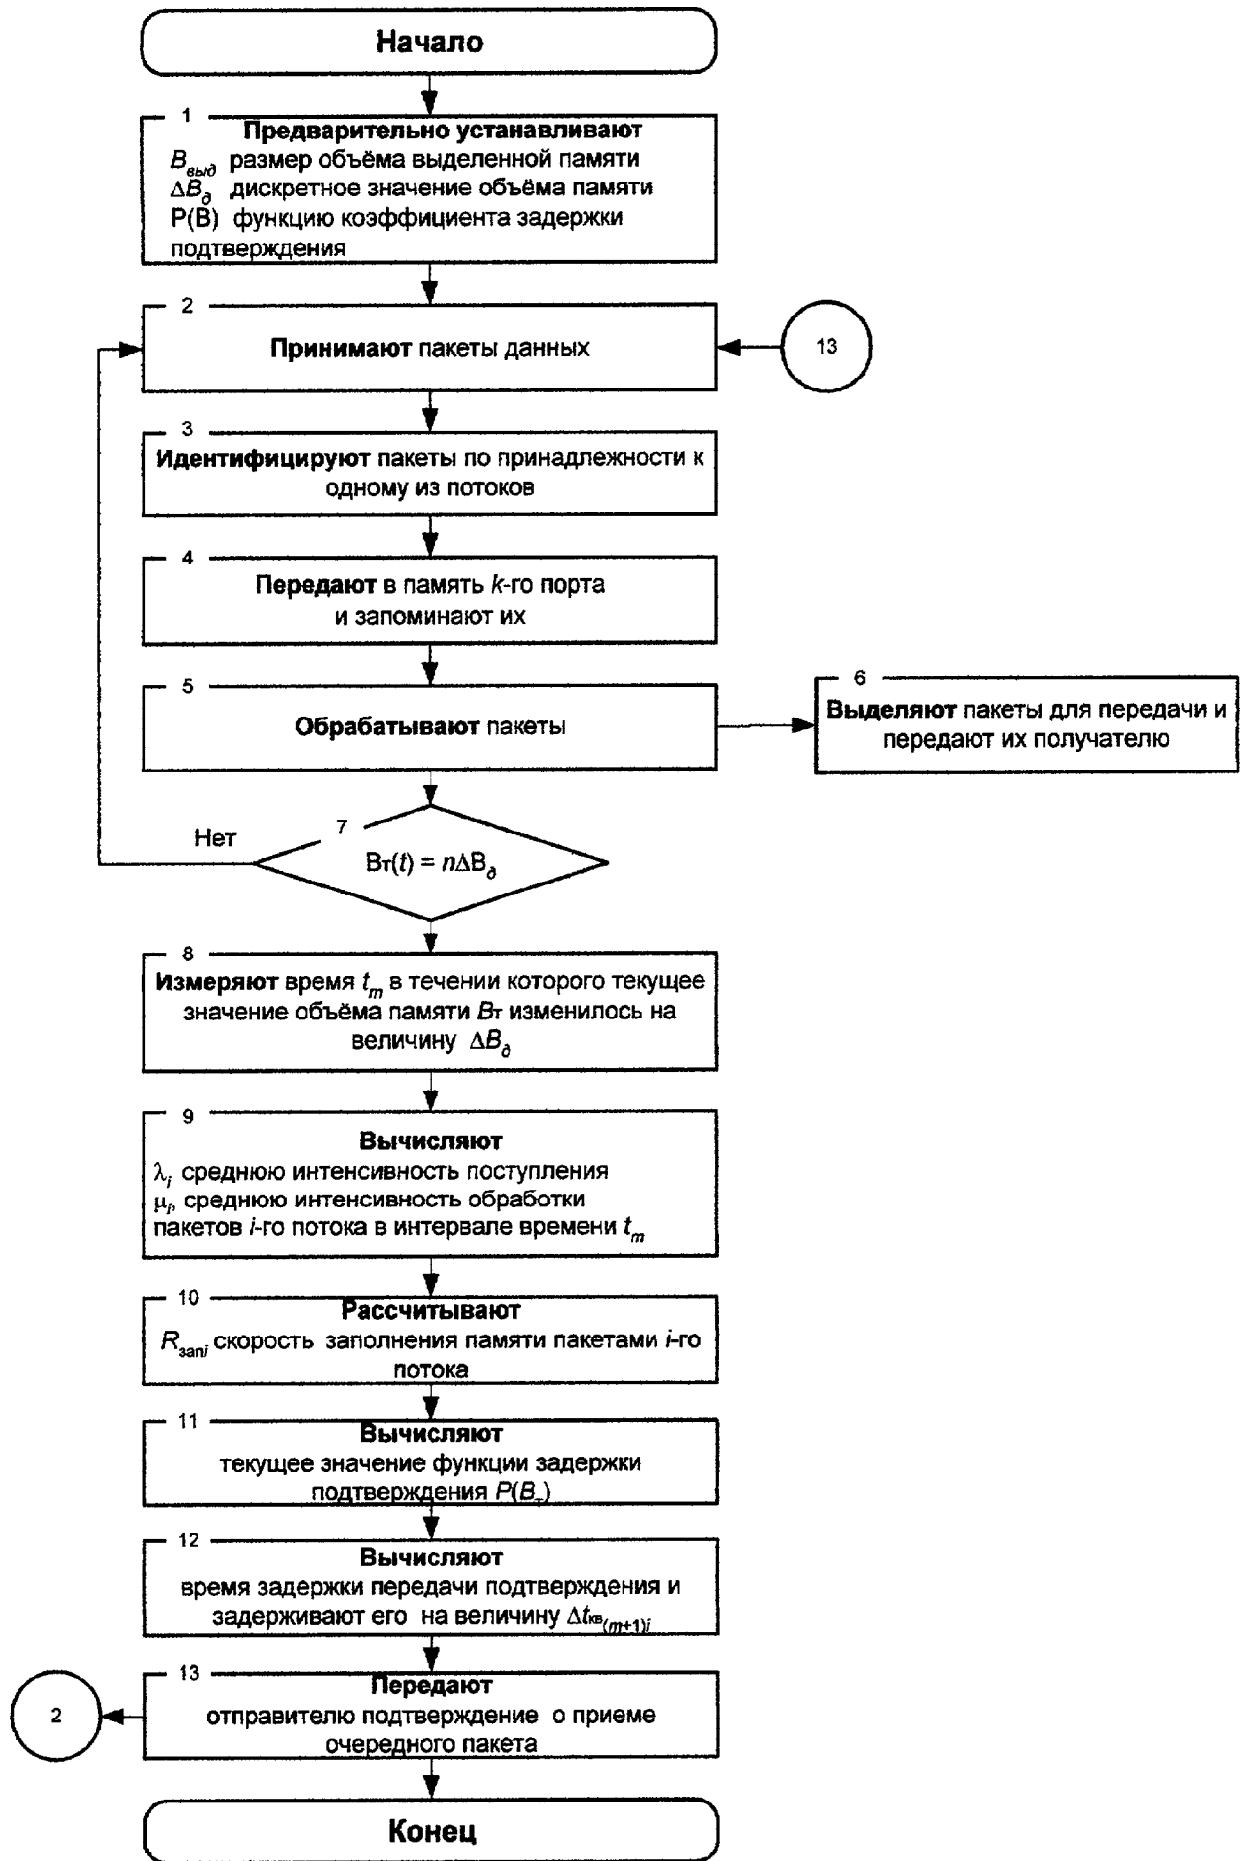 Начало
1
Предварительно устанавливают
Bвыд размер объёма выделенной памяти
ΔBд дискретное значение объёма памяти
P(B) функцию коэффициента задержки
подтверждения
2
Принимают пакеты данных
13
3
Идентифицируют пакеты по принадлежности к
одному из потоков
4
Передают в память k-го порта
и запоминают их
5
Обрабатывают пакеты
6
Выделяют пакеты для передачи и
передают их получателю
Нет
7
Bт(t) = nΔBд
8
Измеряют время tm в течении которого текущее
значение объёма памяти Bт изменилось на
величину ΔBд
9
Вычисляют
λi среднюю интенсивность поступления
μi, среднюю интенсивность обработки
пакетов i-го потока в интервале времени tm
10
Рассчитывают
Rзапi скорость заполнения памяти пакетами i-го
потока
11
Вычисляют
текущее значение функции задержки
подтверждения P(Bт)
12
Вычисляют
время задержки передачи подтверждения и
задерживают его на величину Δtкв(m+1)i
13
Передают
отправителю подтверждение о приеме
очередного пакета
2
Конец